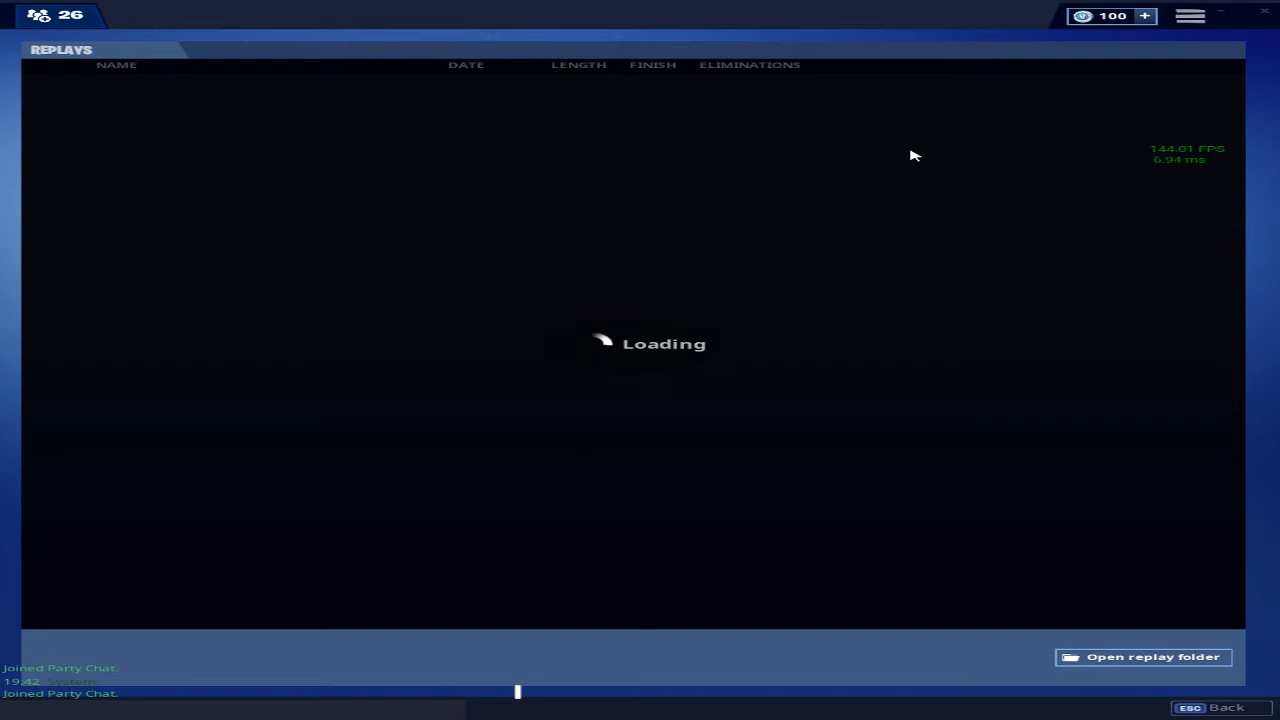 26
100 +
REPLAYS
NAME DATE LENGTH FINISH ELIMINATIONS
144.01 FPS
6.94 ms
Loading
Open replay folder
Joined Party Chat.
19:42 System.
Joined Party Chat.
ESC Back